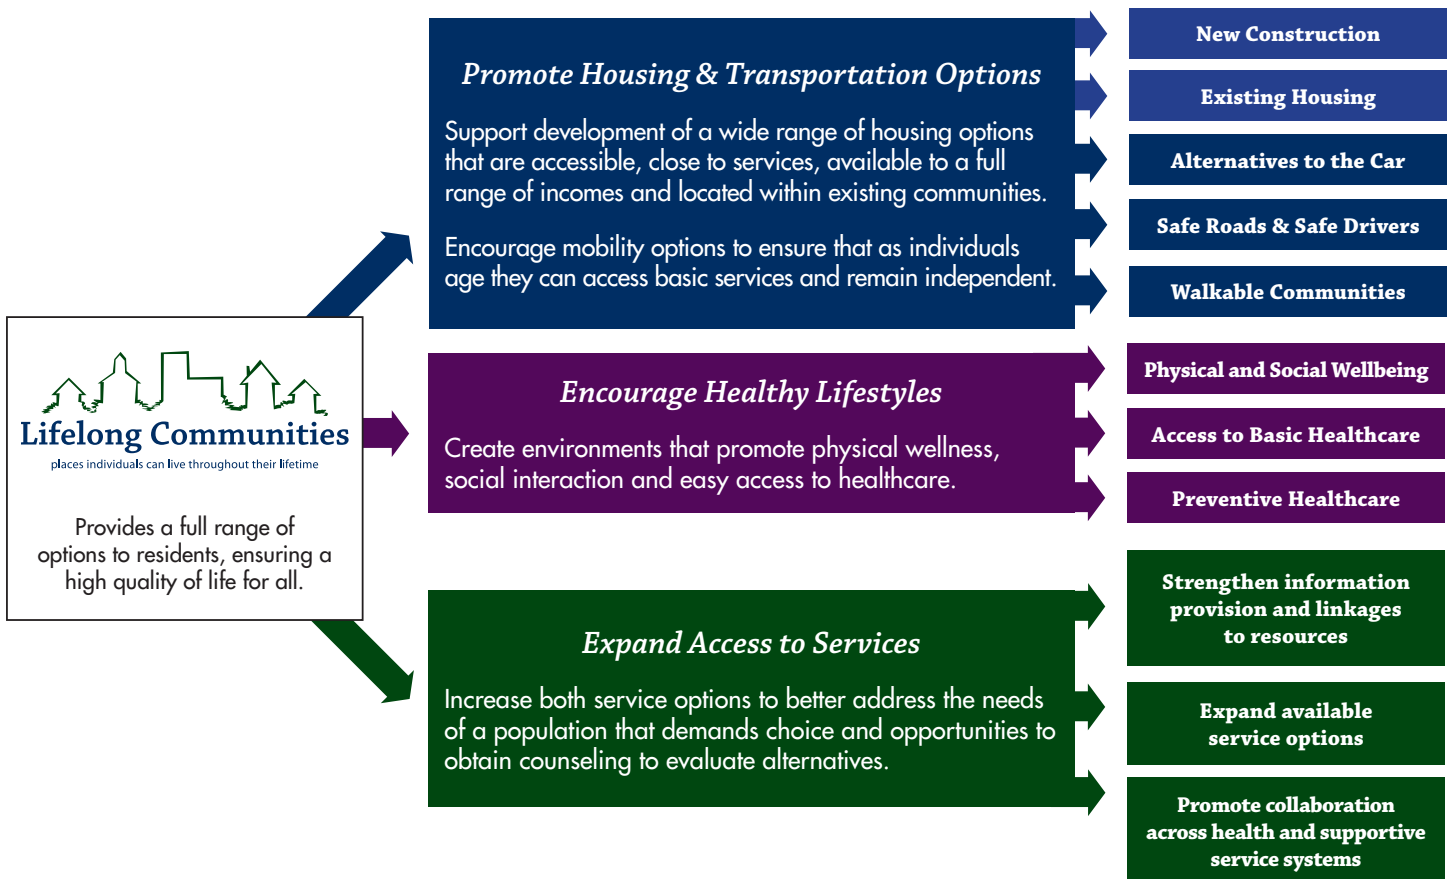 Lifelong Communities
places individuals can live throughout their lifetime
Provides a full range of
options to residents, ensuring a
high quality of life for all.
Promote Housing & Transportation Options
Support development of a wide range of housing options
that are accessible, close to services, available to a full
range of incomes and located within existing communities.
Encourage mobility options to ensure that as individuals
age they can access basic services and remain independent.
New Construction
Existing Housing
Alternatives to the Car
Safe Roads & Safe Drivers
Walkable Communities
Encourage Healthy Lifestyles
Create environments that promote physical wellness,
social interaction and easy access to healthcare.
Physical and Social Wellbeing
Access to Basic Healthcare
Preventive Healthcare
Expand Access to Services
Increase both service options to better address the needs
of a population that demands choice and opportunities to
obtain counseling to evaluate alternatives.
Strengthen information
provision and linkages
to resources
Expand available
service options
Promote collaboration
across health and supportive
service systems